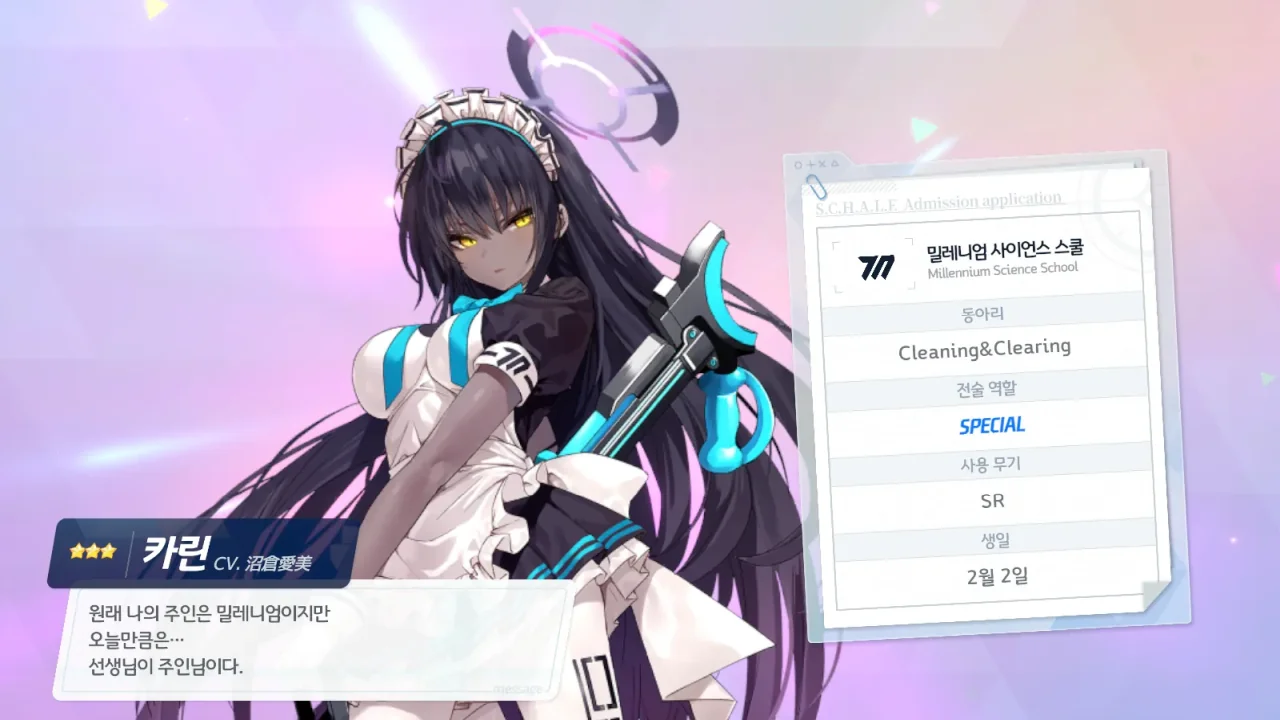 카린 CV. 沼倉愛美
원래 나의 주인은 밀레니엄이지만
오늘만큼은…
선생님이 주인님이다.
message
S.C.H.A.L.E Admission application
밀레니엄 사이언스 스쿨
Millennium Science School
동아리
Cleaning&Clearing
전술 역할
SPECIAL
사용 무기
SR
생일
2월 2일